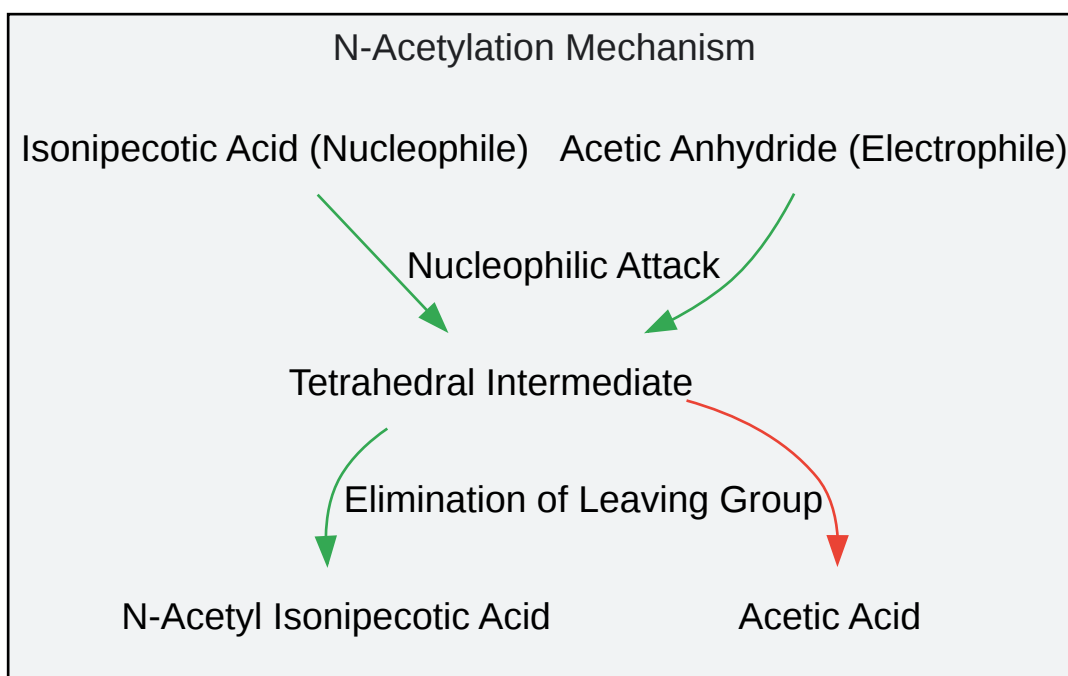 N-Acetylation Mechanism
Isonipecotic Acid (Nucleophile)
Acetic Anhydride (Electrophile)
Nucleophilic Attack
Tetrahedral Intermediate
Elimination of Leaving Group
N-Acetyl Isonipecotic Acid
Acetic Acid